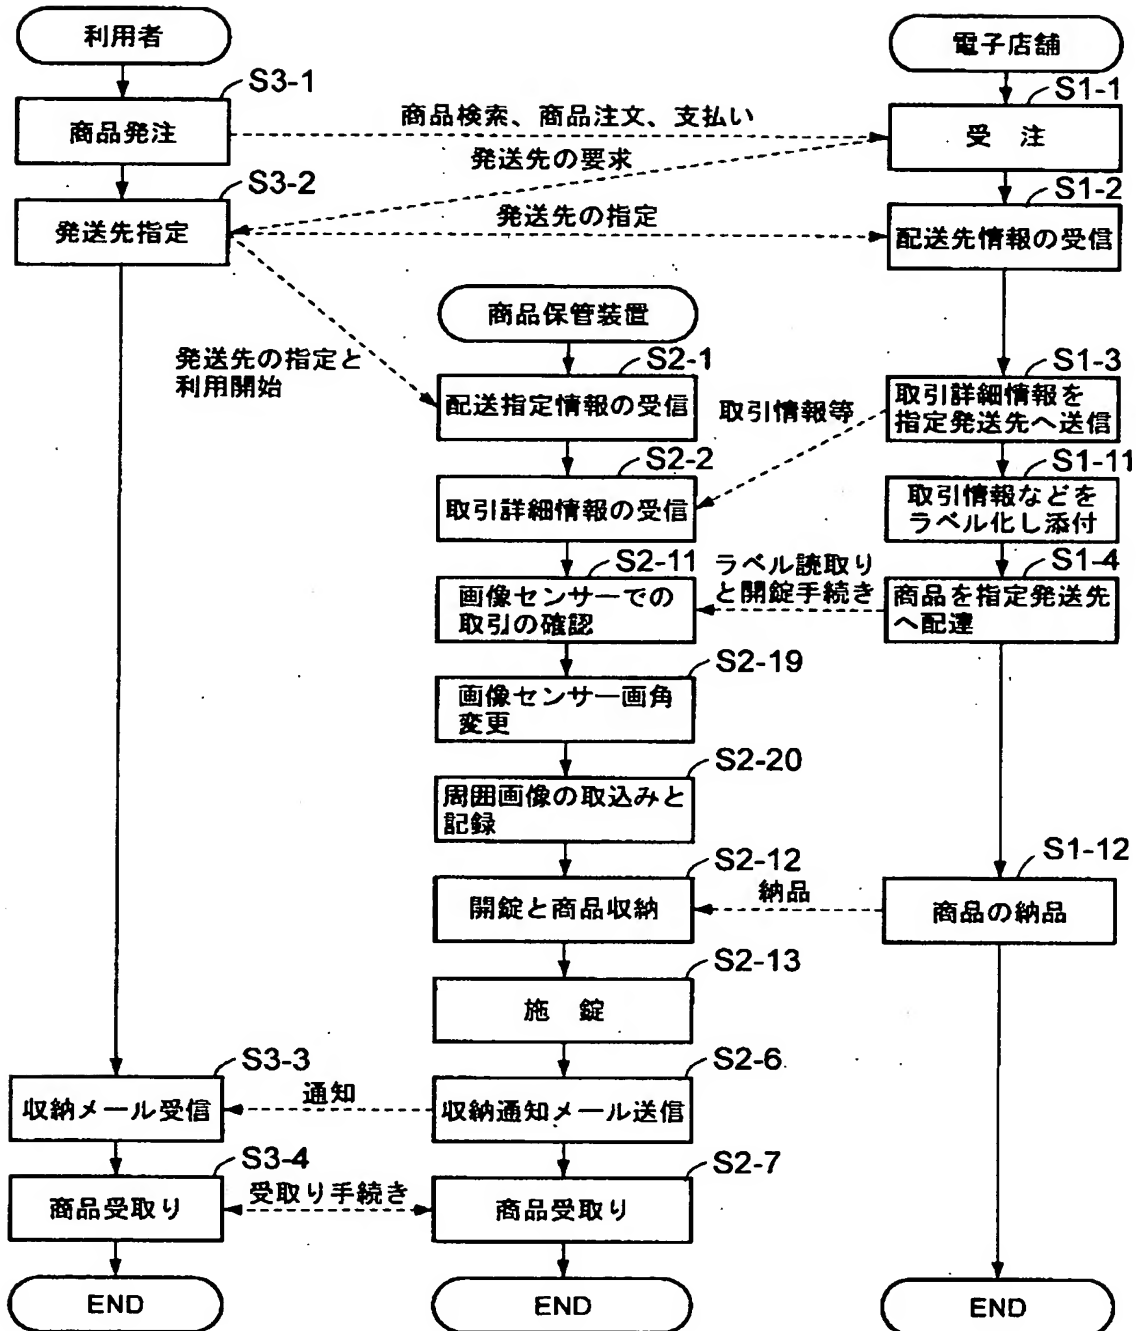 利用者
電子店舗
S3-1
S1-1
商品発注
商品検索、商品注文、支払い
受 注
発送先の要求
S3-2
S1-2
発送先指定
発送先の指定
配送先情報の受信
商品保管装置
発送先の指定と
利用開始
S2-1
S1-3
配送指定情報の受信
取引情報等
取引詳細情報を
指定発送先へ送信
S2-2
S1-11
取引詳細情報の受信
取引情報などを
ラベル化し添付
S2-11
ラベル読取り
と開錠手続き
S1-4
画像センサーでの
取引の確認
商品を指定発送先
へ配達
S2-19
画像センサー画角
変更
S2-20
周囲画像の取込みと
記録
S2-12
S1-12
開錠と商品収納
納品
商品の納品
S2-13
施 錠
S3-3
S2-6
収納メール受信
通知
収納通知メール送信
S3-4
S2-7
商品受取り
受取り手続き
商品受取り
END
END
END